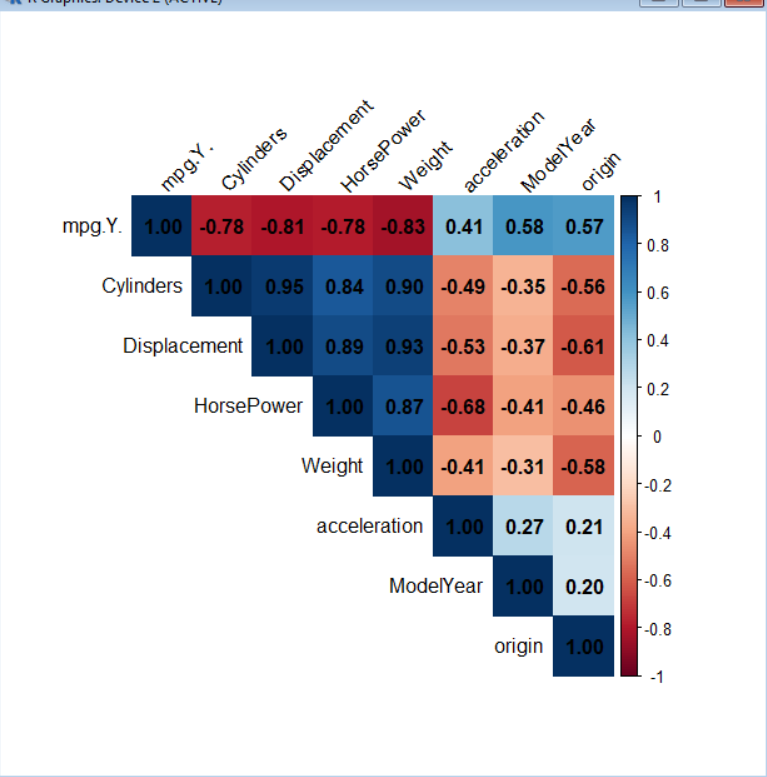 R Graphics: Device 2 (ACTIVE)
mpg.Y. Cylinders Displacement HorsePower Weight acceleration ModelYear origin
mpg.Y. 1.00 -0.78 -0.81 -0.78 -0.83 0.41 0.58 0.57
Cylinders 1.00 0.95 0.84 0.90 -0.49 -0.35 -0.56
Displacement 1.00 0.89 0.93 -0.53 -0.37 -0.61
HorsePower 1.00 0.87 -0.68 -0.41 -0.46
Weight 1.00 -0.41 -0.31 -0.58
acceleration 1.00 0.27 0.21
ModelYear 1.00 0.20
origin 1.00
1
0.8
0.6
0.4
0.2
0
-0.2
-0.4
-0.6
-0.8
-1